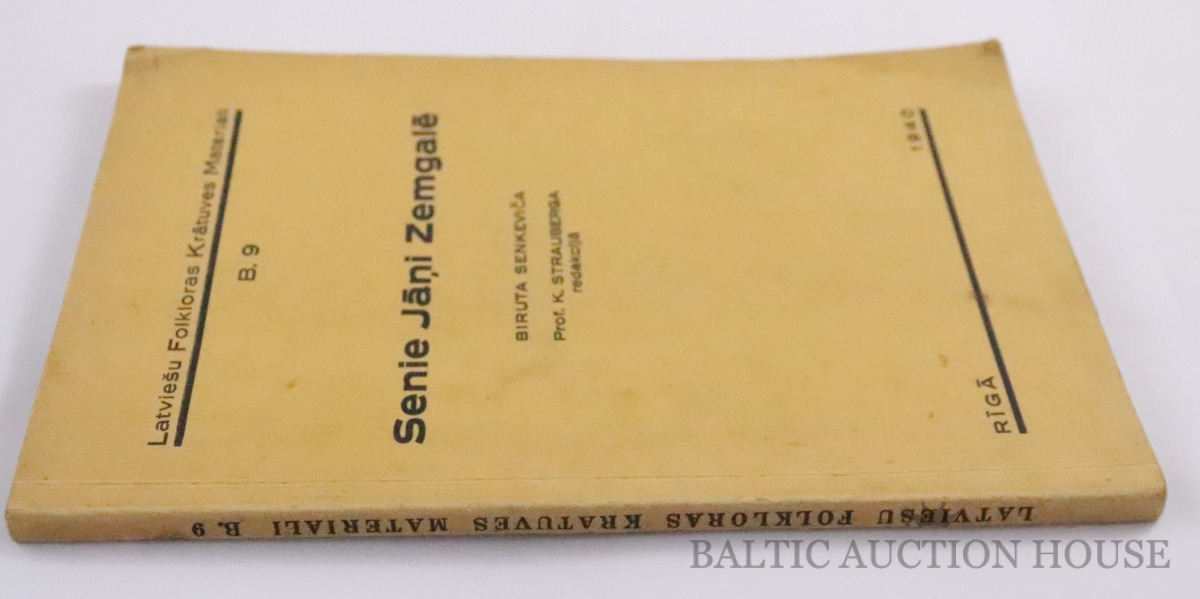 Latviešu Folkloras Krātuves Materiali
B. 9
Senie Jāņi Zemgalē
BIRUTA SENKEVIČA
Prof. K. STRAUBERGA
redakcijā
RĪGĀ 1940
LATVIEŠU FOLKLORAS KRATUVES MATERIALI B. 9
BALTIC AUCTION HOUSE